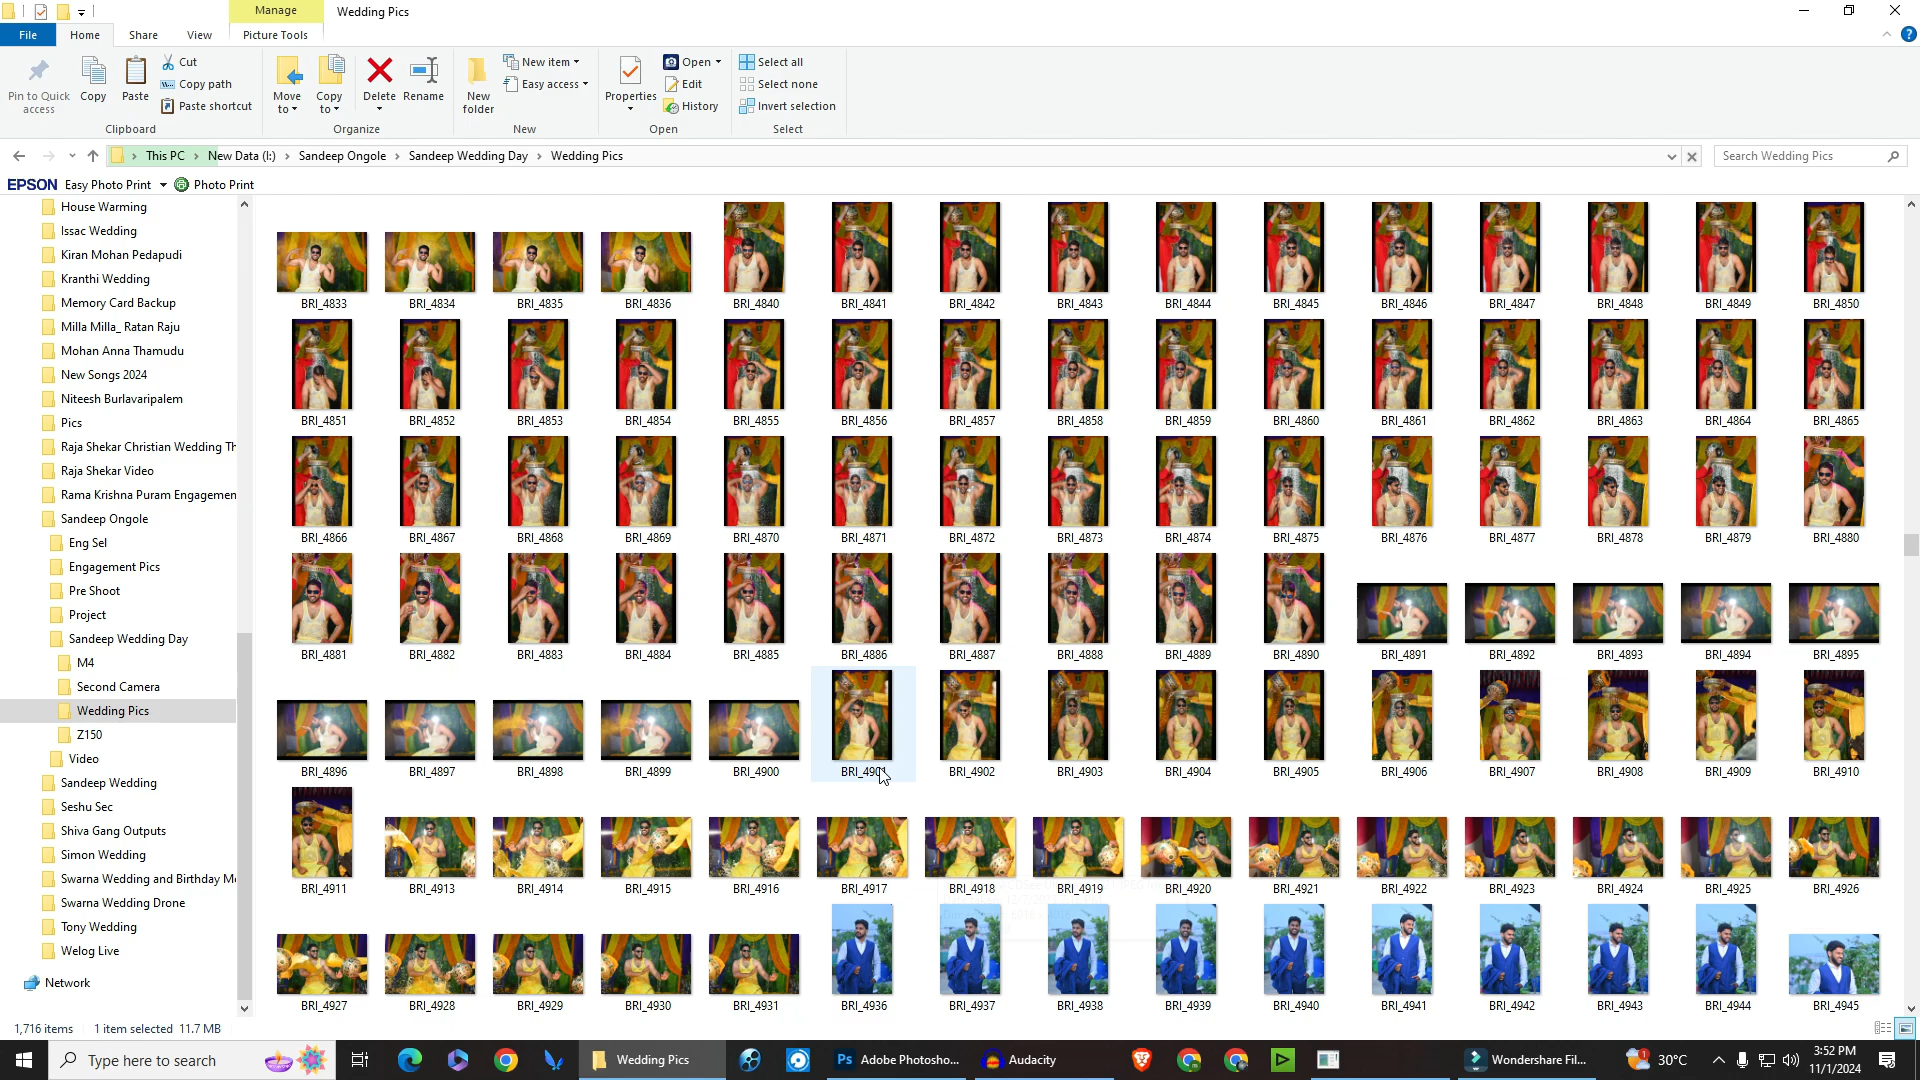 Manage
Wedding Pics
File
Home
Share
View
Picture Tools
Pin to Quick access
Copy
Paste
Cut
Copy path
Paste shortcut
Clipboard
Move to
Copy to
Delete
Rename
Organize
New folder
New item
Easy access
New
Properties
Open
Edit
History
Open
Select all
Select none
Invert selection
Select
This PC › New Data (I:) › Sandeep Ongole › Sandeep Wedding Day › Wedding Pics
Search Wedding Pics
EPSON Easy Photo Print Photo Print
House Warming
Issac Wedding
Kiran Mohan Pedapudi
Kranthi Wedding
Memory Card Backup
Milla Milla_ Ratan Raju
Mohan Anna Thamudu
New Songs 2024
Niteesh Burlavaripalem
Pics
Raja Shekar Christian Wedding Th
Raja Shekar Video
Rama Krishna Puram Engagemen
Sandeep Ongole
Eng Sel
Engagement Pics
Pre Shoot
Project
Sandeep Wedding Day
M4
Second Camera
Wedding Pics
Z150
Video
Sandeep Wedding
Seshu Sec
Shiva Gang Outputs
Simon Wedding
Swarna Wedding and Birthday M
Swarna Wedding Drone
Tony Wedding
Welog Live
Network
BRI_4833 BRI_4834 BRI_4835 BRI_4836 BRI_4840 BRI_4841 BRI_4842 BRI_4843 BRI_4844 BRI_4845 BRI_4846 BRI_4847 BRI_4848 BRI_4849 BRI_4850
BRI_4851 BRI_4852 BRI_4853 BRI_4854 BRI_4855 BRI_4856 BRI_4857 BRI_4858 BRI_4859 BRI_4860 BRI_4861 BRI_4862 BRI_4863 BRI_4864 BRI_4865
BRI_4866 BRI_4867 BRI_4868 BRI_4869 BRI_4870 BRI_4871 BRI_4872 BRI_4873 BRI_4874 BRI_4875 BRI_4876 BRI_4877 BRI_4878 BRI_4879 BRI_4880
BRI_4881 BRI_4882 BRI_4883 BRI_4884 BRI_4885 BRI_4886 BRI_4887 BRI_4888 BRI_4889 BRI_4890 BRI_4891 BRI_4892 BRI_4893 BRI_4894 BRI_4895
BRI_4896 BRI_4897 BRI_4898 BRI_4899 BRI_4900 BRI_4901 BRI_4902 BRI_4903 BRI_4904 BRI_4905 BRI_4906 BRI_4907 BRI_4908 BRI_4909 BRI_4910
BRI_4911 BRI_4913 BRI_4914 BRI_4915 BRI_4916 BRI_4917 BRI_4918 BRI_4919 BRI_4920 BRI_4921 BRI_4922 BRI_4923 BRI_4924 BRI_4925 BRI_4926
BRI_4927 BRI_4928 BRI_4929 BRI_4930 BRI_4931 BRI_4936 BRI_4937 BRI_4938 BRI_4939 BRI_4940 BRI_4941 BRI_4942 BRI_4943 BRI_4944 BRI_4945
1,716 items 1 item selected 11.7 MB
Type here to search
Wedding Pics
Ps Adobe Photosho...
Audacity
Wondershare Fil...
1
30°C
3:52 PM
11/1/2024